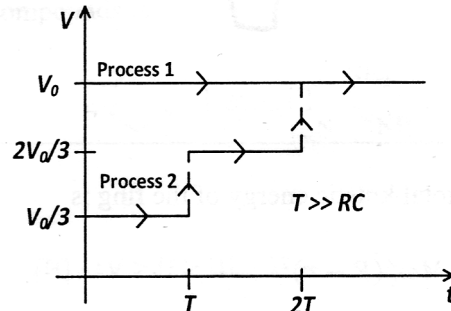 V
Process 1
V₀
2V₀/3
Process 2
V₀/3
T >> RC
T
2T
t